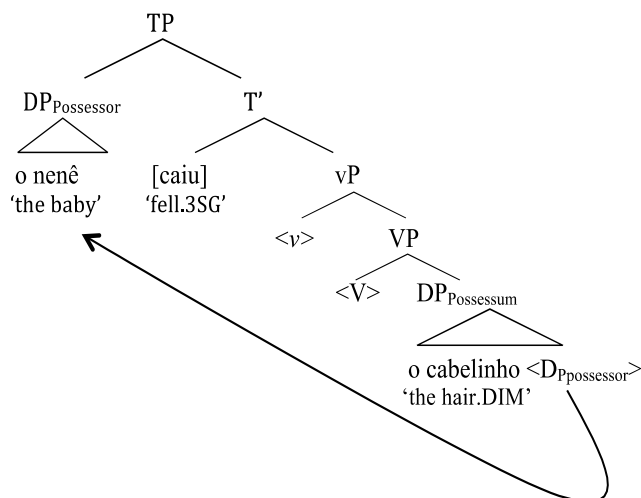 TP
DPPossessor
T’
o nenê
‘the baby’
[caiu]
‘fell.3SG’
vP
<v>
VP
<V>
DPPossessum
o cabelinho <DPpossessor>
‘the hair.DIM’